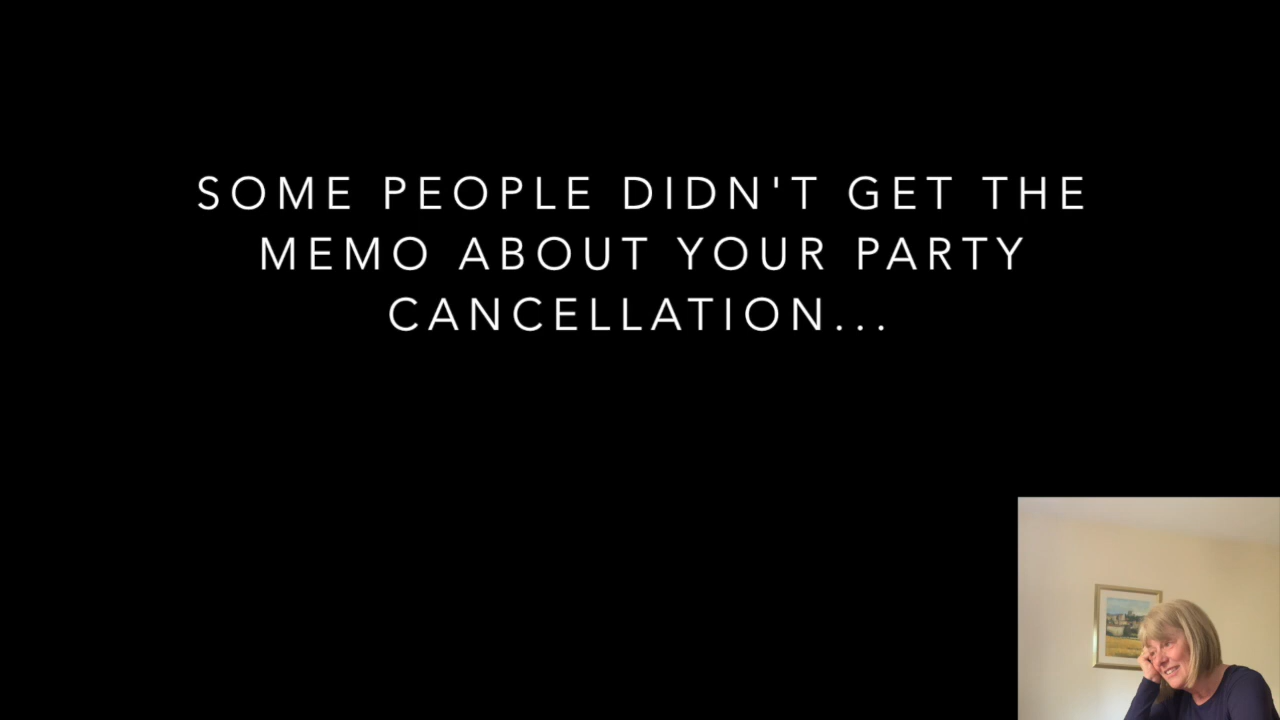 SOME PEOPLE DIDN'T GET THE
MEMO ABOUT YOUR PARTY
CANCELLATION...